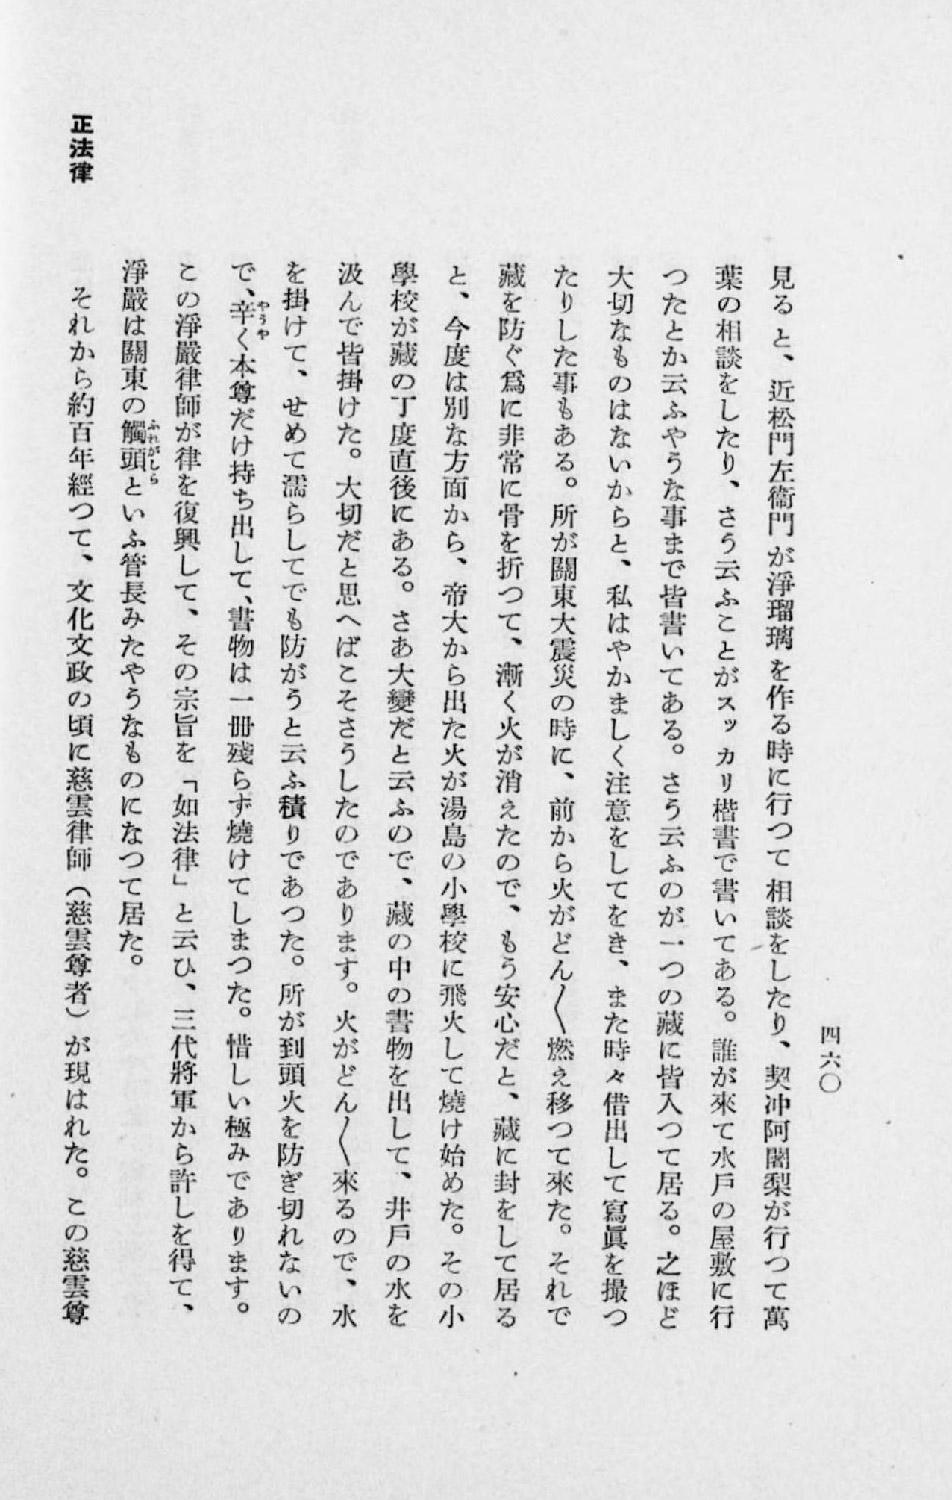 四六〇
見ると、近松門左衞門が淨瑠璃を作る時に行つて相談をしたり、契冲阿闍梨が行つて萬
葉の相談をしたり、さう云ふことがスッカリ楷書で書いてある。誰が來て水戶の屋敷に行
つたとか云ふやうな事まで皆書いてある。さう云ふのが一つの藏に皆入つて居る。之ほど
大切なものはないからと、私はやかましく注意をしてをき、また時々借出して寫眞を撮つ
たりした事もある。所が關東大震災の時に、前から火がどん〱燃え移つて來た。それで
藏を防ぐ爲に非常に骨を折つて、漸く火が消えたので、もう安心だと、藏に封をして居る
と、今度は別な方面から、帝大から出た火が湯島の小學校に飛火して燒け始めた。その小
學校が藏の丁度直後にある。さあ大變だと云ふので、藏の中の書物を出して、井戶の水を
汲んで皆掛けた。大切だと思へばこそさうしたのであります。火がどん〱來るので、水
を掛けて、せめて濡らしてでも防がうと云ふ積りであつた。所が到頭火を防ぎ切れないの
で、辛く本尊だけ持ち出して、書物は一冊殘らず燒けてしまつた。惜しい極みであります。
やうや
この淨嚴律師が律を復興して、その宗旨を「如法律」と云ひ、三代將軍から許しを得て、
淨嚴は關東の觸頭といふ管長みたやうなものになつて居た。
ふれがしら
正法律
それから約百年經つて、文化文政の頃に慈雲律師（慈雲尊者）が現はれた。この慈雲尊